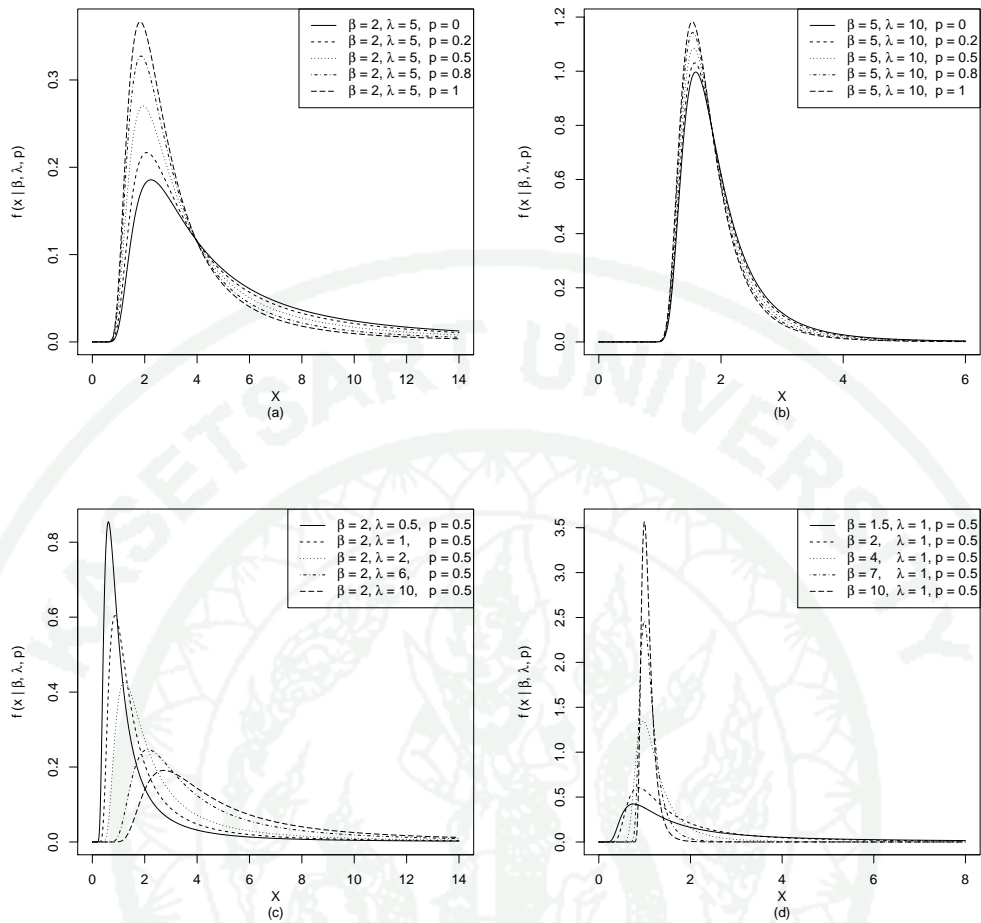 β = 2, λ = 5, p = 0
β = 2, λ = 5, p = 0.2
β = 2, λ = 5, p = 0.5
β = 2, λ = 5, p = 0.8
β = 2, λ = 5, p = 1
f (x | β, λ, p)
0.3
0.2
0.1
0.0
0 2 4 6 8 10 12 14
X
(a)
β = 5, λ = 10, p = 0
β = 5, λ = 10, p = 0.2
β = 5, λ = 10, p = 0.5
β = 5, λ = 10, p = 0.8
β = 5, λ = 10, p = 1
f (x | β, λ, p)
1.2
1.0
0.8
0.6
0.4
0.2
0.0
0 2 4 6
X
(b)
KASETSART UNIVERSITY
β = 2, λ = 0.5, p = 0.5
β = 2, λ = 1, p = 0.5
β = 2, λ = 2, p = 0.5
β = 2, λ = 6, p = 0.5
β = 2, λ = 10, p = 0.5
f (x | β, λ, p)
0.8
0.6
0.4
0.2
0.0
0 2 4 6 8 10 12 14
X
(c)
β = 1.5, λ = 1, p = 0.5
β = 2, λ = 1, p = 0.5
β = 4, λ = 1, p = 0.5
β = 7, λ = 1, p = 0.5
β = 10, λ = 1, p = 0.5
f (x | β, λ, p)
3.5
3.0
2.5
2.0
1.5
1.0
0.5
0.0
0 2 4 6 8
X
(d)